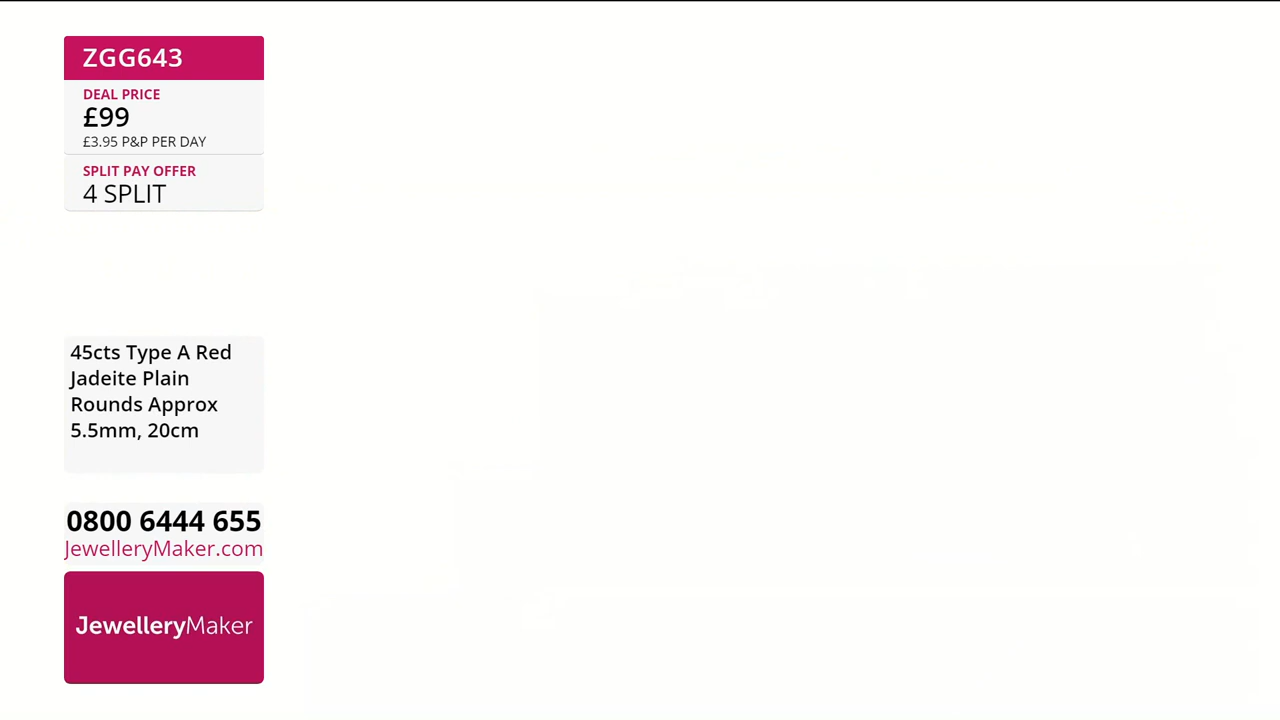 ZGG643
DEAL PRICE
£99
£3.95 P&P PER DAY
SPLIT PAY OFFER
4 SPLIT
45cts Type A Red
Jadeite Plain
Rounds Approx
5.5mm, 20cm
0800 6444 655
JewelleryMaker.com
JewelleryMaker